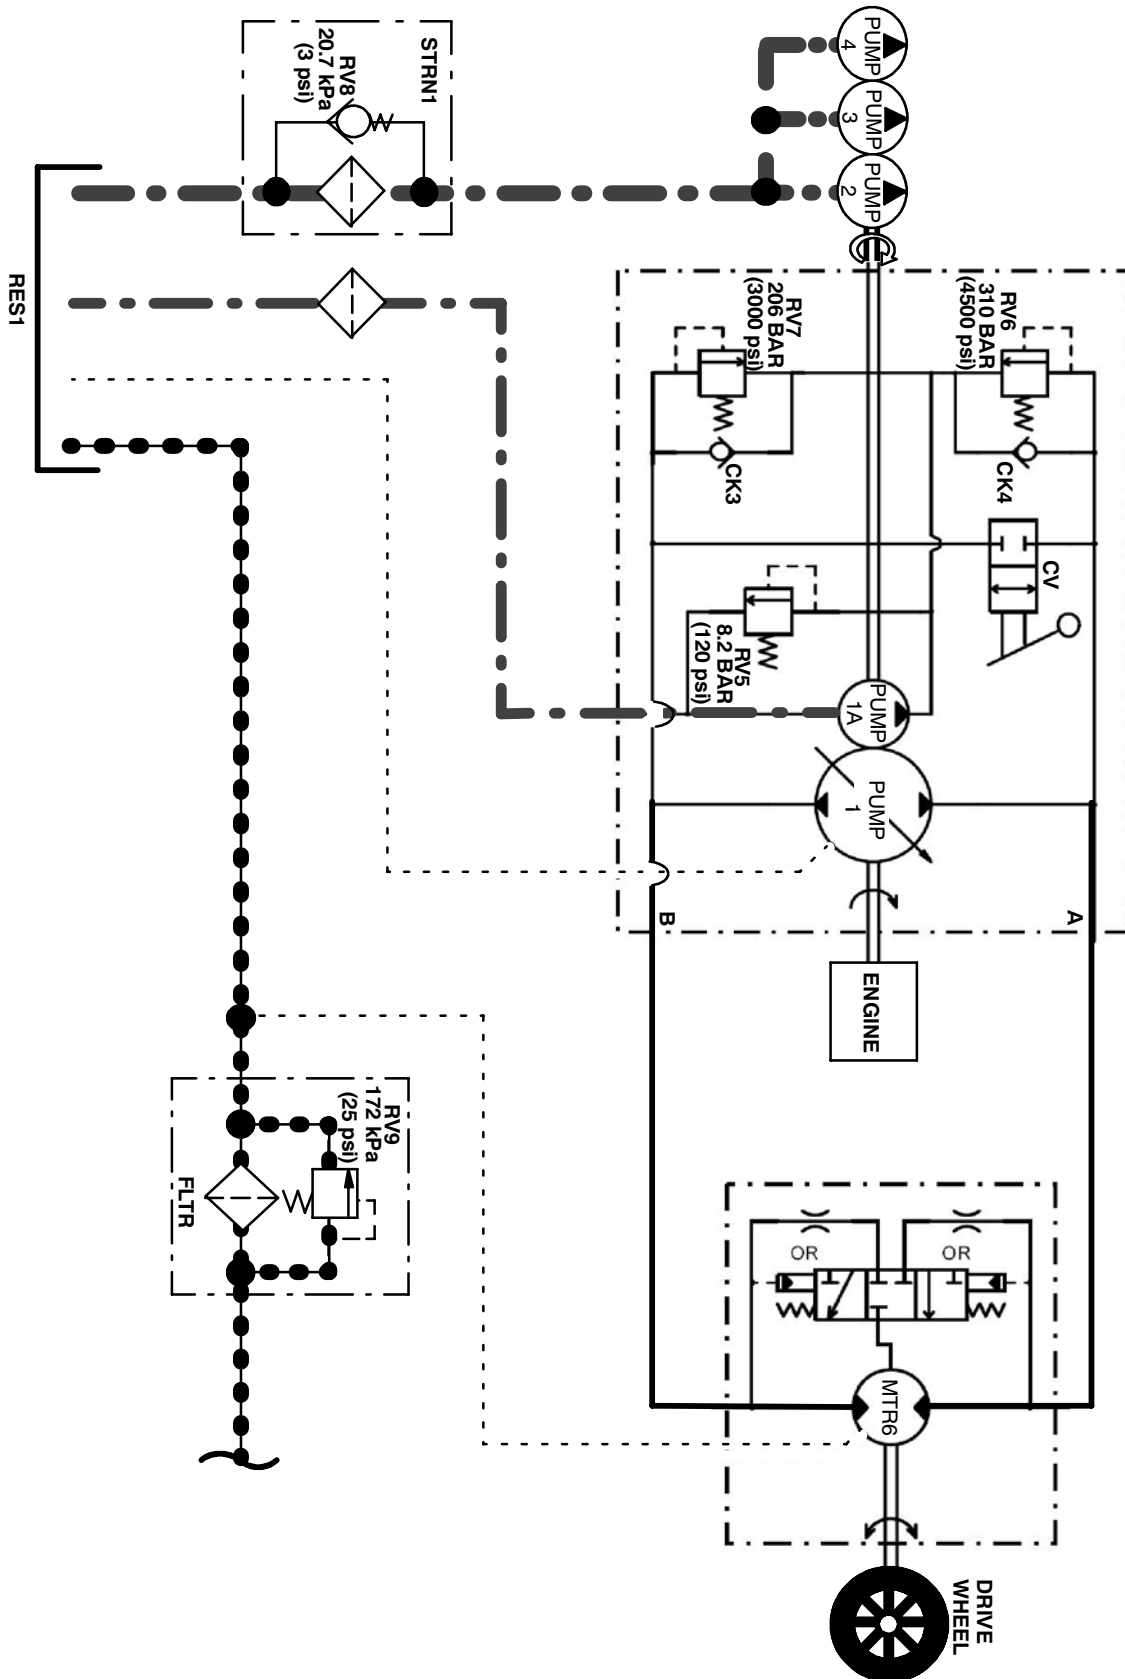 PUMP
4
PUMP
3
PUMP
2
STRN1
RV8
20.7 kPa
(3 psi)
RES1
RV6
310 BAR
(4500 psi)
RV7
206 BAR
(3000 psi)
CK4
CK3
CV
RV5
8.2 BAR
(120 psi)
PUMP
1A
PUMP
1
A
B
ENGINE
RV9
172 kPa
(25 psi)
FLTR
OR
OR
MTR6
DRIVE
WHEEL